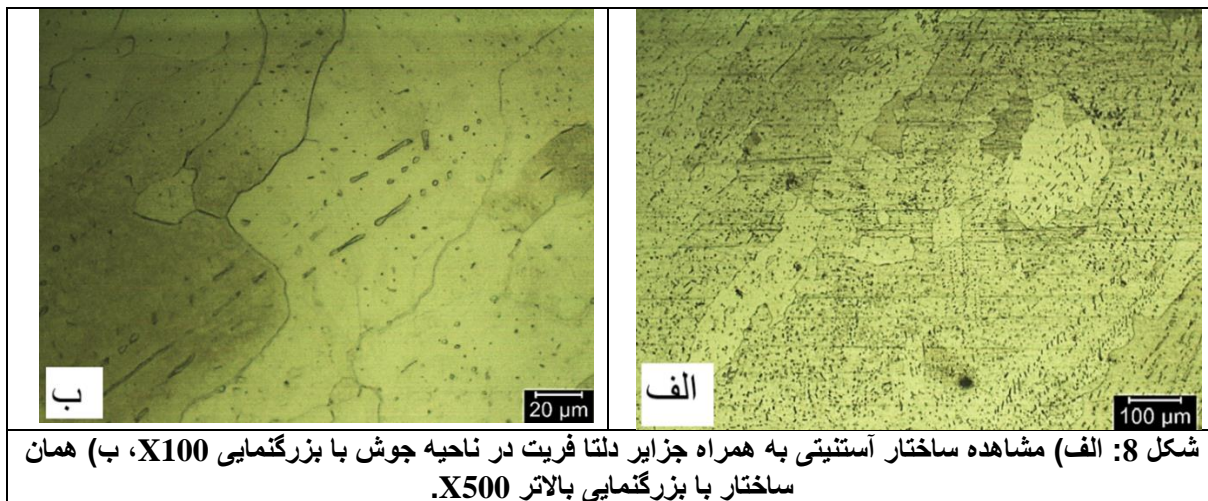 الف
100 µm
ب
20 µm
شکل 8: الف) مشاهده ساختار آستنیتی به همراه جزایر دلتا فریت در ناحیه جوش با بزرگنمایی X100، ب) همان
ساختار با بزرگنمایی بالاتر X500.